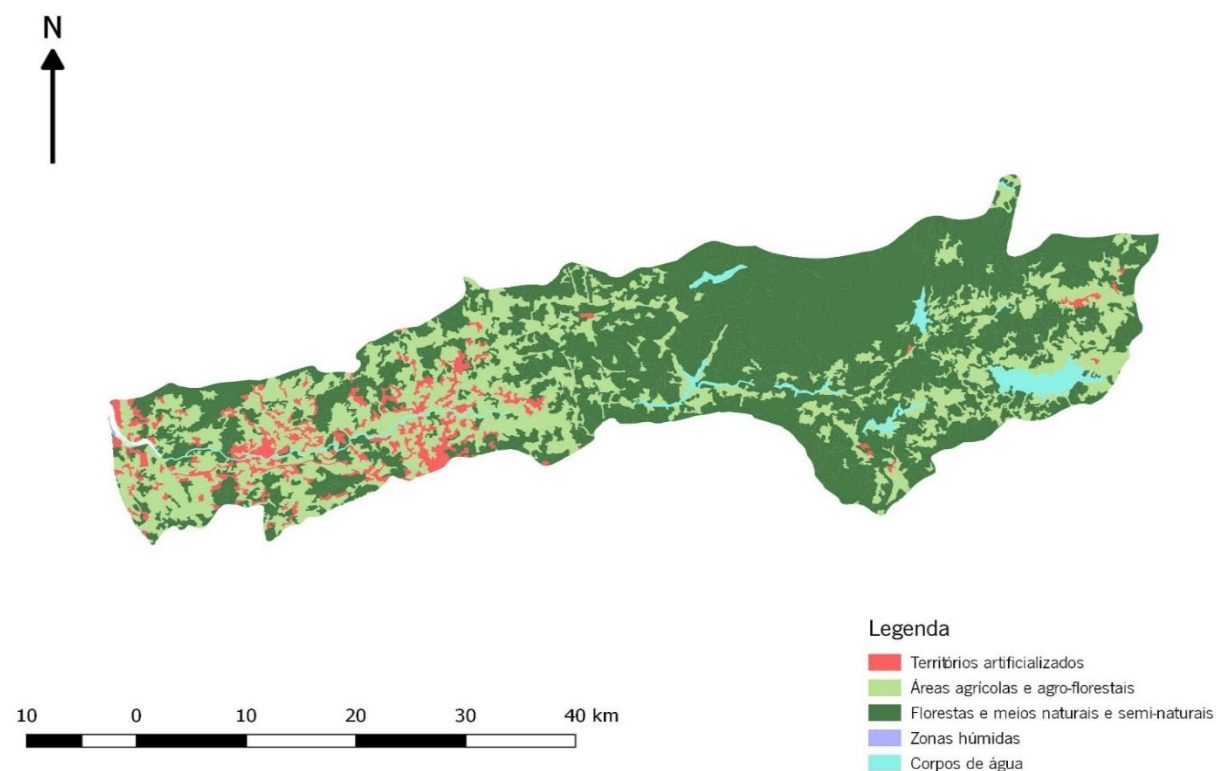 N
Legenda
Territórios artificializados
Áreas agrícolas e agro-florestais
Florestas e meios naturais e semi-naturais
Zonas húmidas
Corpos de água
10 0 10 20 30 40 km